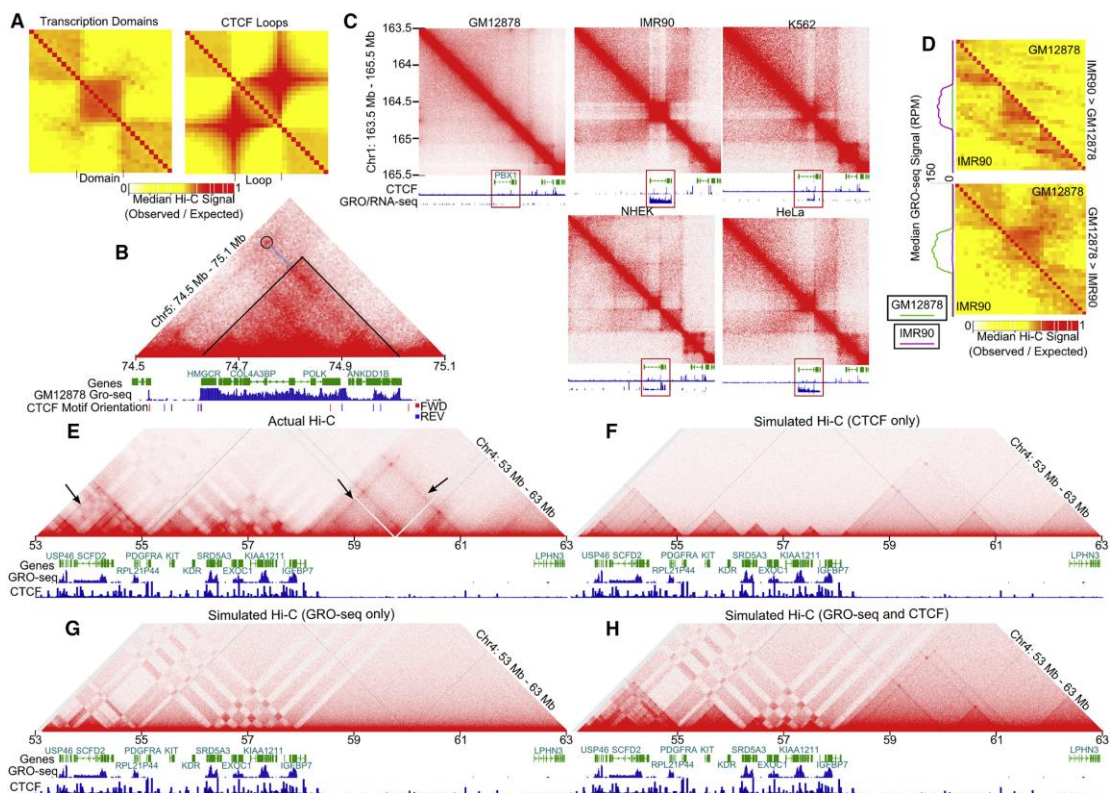 A
Transcription Domains
CTCF Loops
Domain
Loop
0 1
Median Hi-C Signal
(Observed / Expected)
B
Chr5: 74.5 Mb - 75.1 Mb
74.5 74.7 74.9 75.1
Genes
HMGCR COL4A3BP POLK ANKDD1B
GM12878 Gro-seq
CTCF Motif Orientation
FWD
REV
C
GM12878
IMR90
K562
Chr1: 163.5 Mb - 165.5 Mb
163.5
164
164.5
165
165.5
PBX1
CTCF
GRO/RNA-seq
NHEK
HeLa
D
GM12878
IMR90
IMR90 > GM12878
Median GRO-seq Signal (RPM)
150 0
GM12878
IMR90
GM12878 > IMR90
GM12878
IMR90
0 1
Median Hi-C Signal
(Observed / Expected)
E
Actual Hi-C
Chr4: 53 Mb - 63 Mb
53 55 57 59 61 63
USP46 SCFD2 PDGFRA KIT SRD5A3 KIAA1211 LPHN3
Genes
RPL21P44 KDR EXOC1 IGFBP7
GRO-seq
CTCF
F
Simulated Hi-C (CTCF only)
Chr4: 53 Mb - 63 Mb
55 57 59 61 63
USP46 SCFD2 PDGFRA KIT SRD5A3 KIAA1211 LPHN3
RPL21P44 KDR EXOC1 IGFBP7
G
Simulated Hi-C (GRO-seq only)
Chr4: 53 Mb - 63 Mb
53 55 57 59 61 63
USP46 SCFD2 PDGFRA KIT SRD5A3 KIAA1211 LPHN3
Genes
RPL21P44 KDR EXOC1 IGFBP7
GRO-seq
CTCF
H
Simulated Hi-C (GRO-seq and CTCF)
Chr4: 53 Mb - 63 Mb
55 57 59 61 63
USP46 SCFD2 PDGFRA KIT SRD5A3 KIAA1211 LPHN3
RPL21P44 KDR EXOC1 IGFBP7